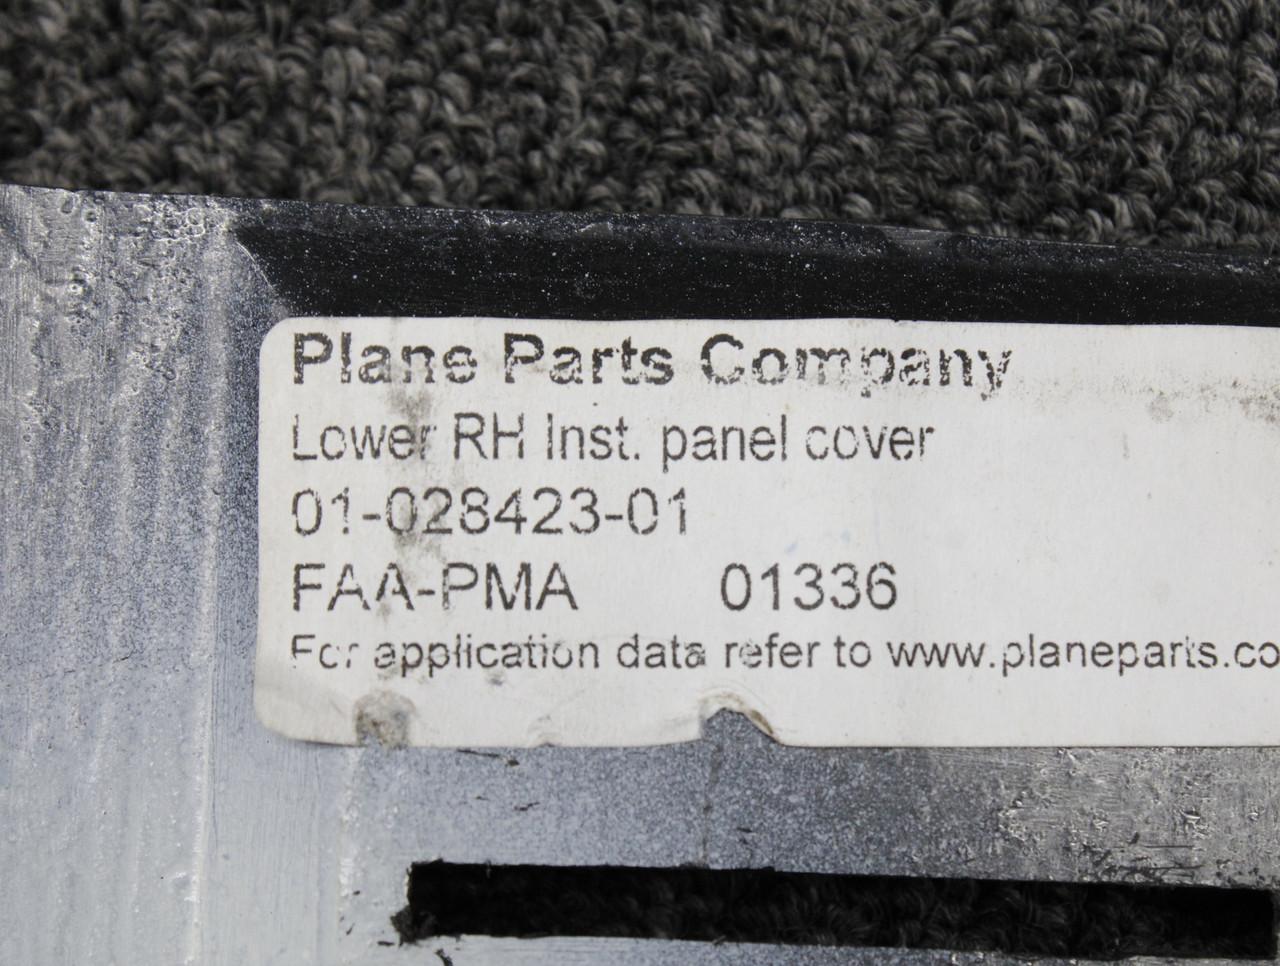 Plane Parts Company
Lower RH Inst. panel cover
01-028423-01
FAA-PMA 01336
For application data refer to www.planeparts.co